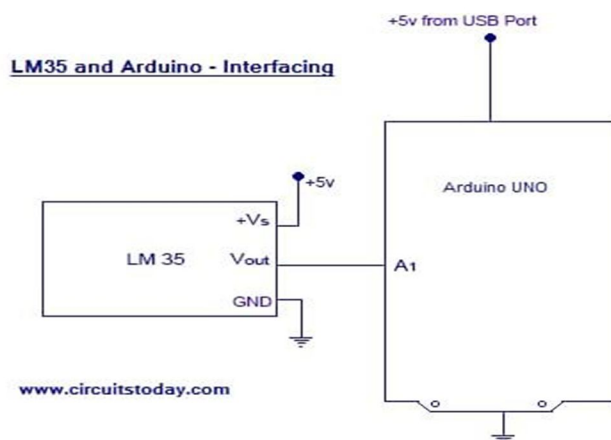 +5v from USB Port
LM35 and Arduino - Interfacing
+5v
Arduino UNO
+Vs
LM 35
Vout
A1
GND
www.circuitstoday.com